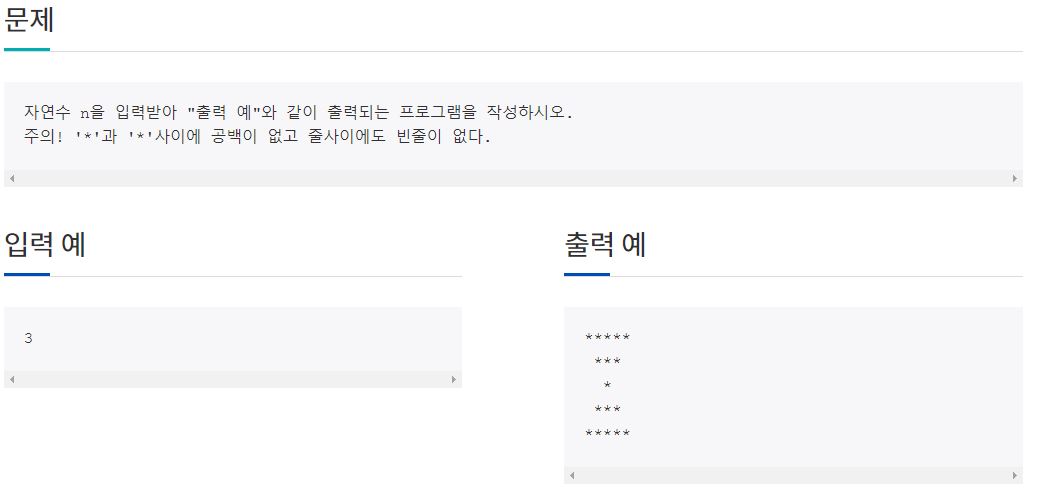 문제
자연수 n을 입력받아 "출력 예"와 같이 출력되는 프로그램을 작성하시오.
주의! '*'과 '*'사이에 공백이 없고 줄사이에도 빈줄이 없다.
입력 예
3
출력 예
*****
 ***
  *
 ***
*****